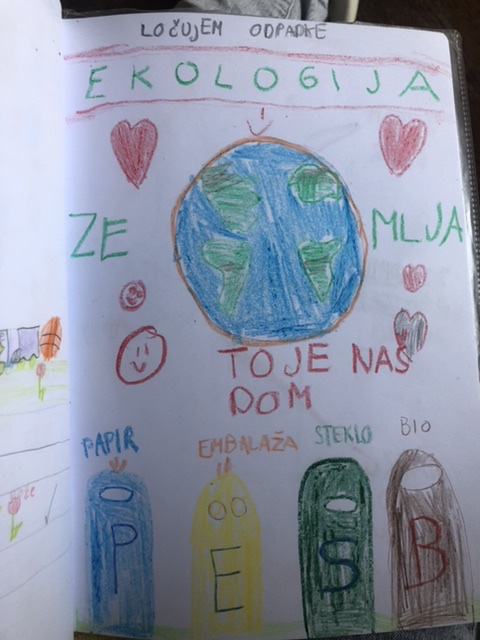 LOČUJEM ODPADKE
EKOLOGIJA
ZE MLJA
TO JE NAŠ
DOM
PAPIR EMBALAŽA STEKLO BIO
P E S B